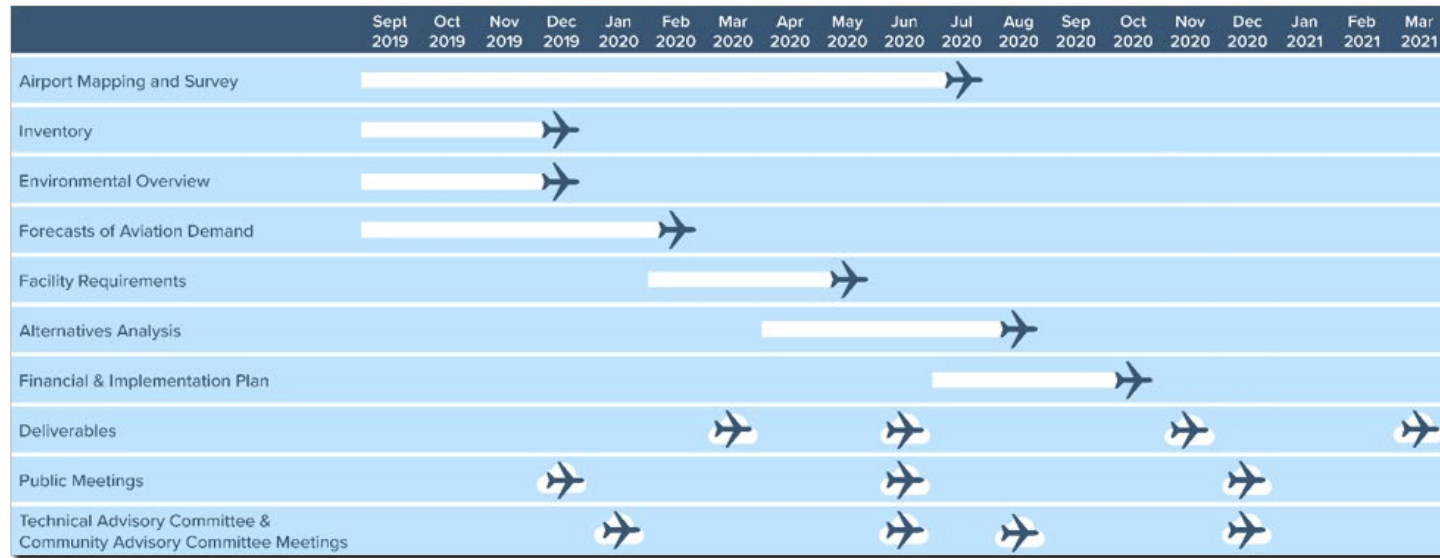 Sept Oct Nov Dec Jan Feb Mar Apr May Jun Jul Aug Sep Oct Nov Dec Jan Feb Mar
2019 2019 2019 2019 2020 2020 2020 2020 2020 2020 2020 2020 2020 2020 2020 2020 2021 2021 2021
Airport Mapping and Survey
Inventory
Environmental Overview
Forecasts of Aviation Demand
Facility Requirements
Alternatives Analysis
Financial & Implementation Plan
Deliverables
Public Meetings
Technical Advisory Committee &
Community Advisory Committee Meetings